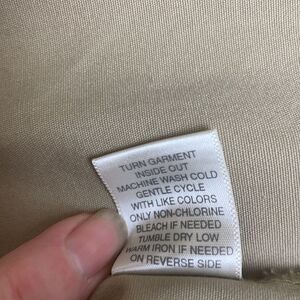 TURN GARMENT
INSIDE OUT
MACHINE WASH COLD
GENTLE CYCLE
WITH LIKE COLORS
ONLY NON-CHLORINE
BLEACH IF NEEDED
TUMBLE DRY LOW
WARM IRON IF NEEDED
ON REVERSE SIDE